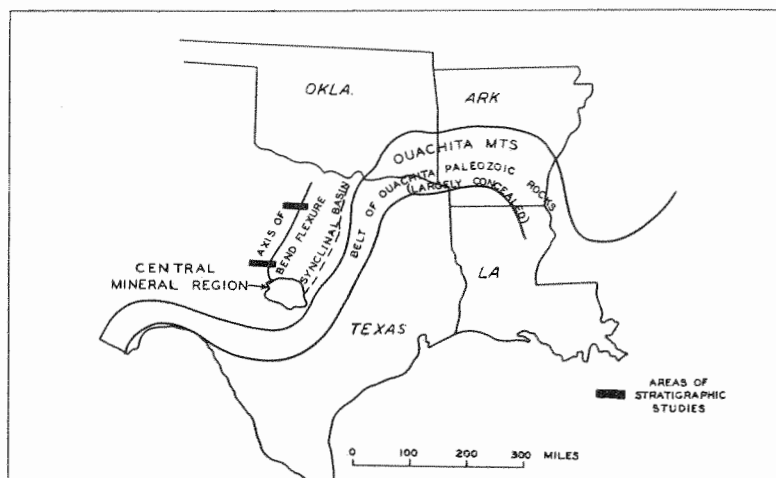 OKLA.
ARK
OUACHITA MTS
BELT OF OUACHITA PALEOZOIC ROCKS
(LARGELY CONCEALED)
AXIS OF
BEND FLEXURE
SYNCLINAL BASIN
CENTRAL
MINERAL REGION
LA
TEXAS
AREAS OF
STRATIGRAPHIC
STUDIES
0 100 200 300 MILES